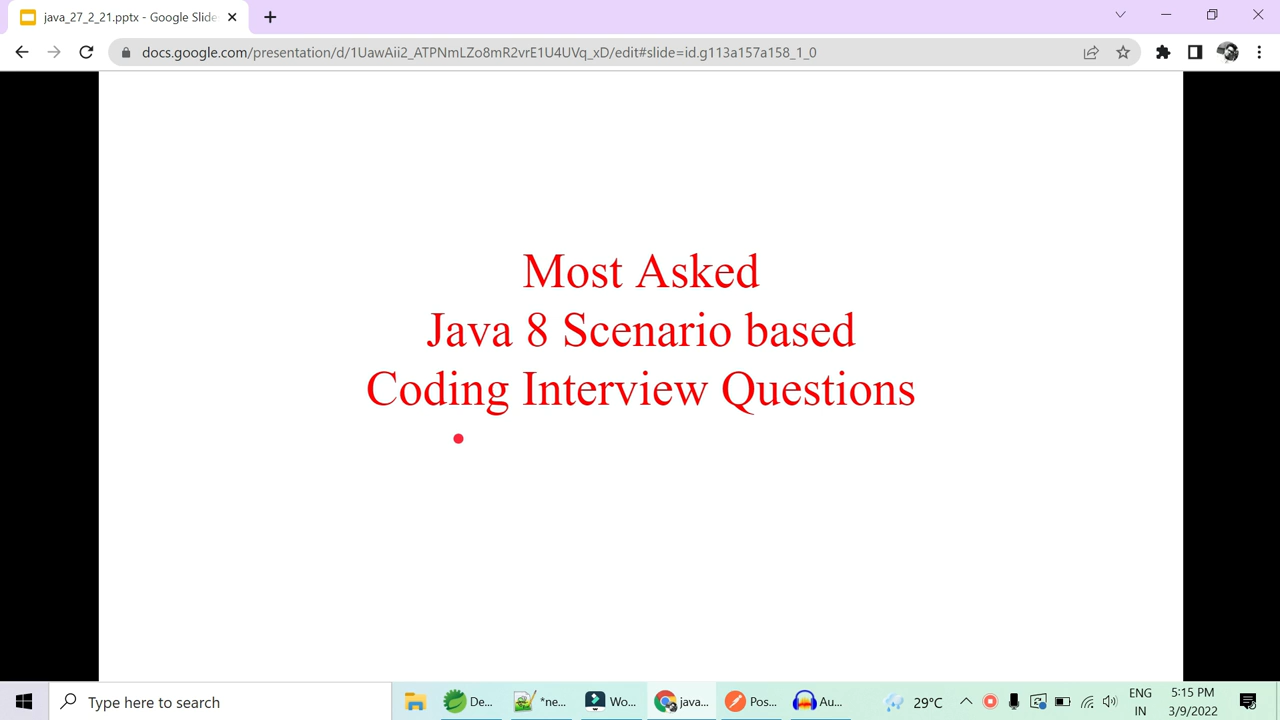 java_27_2_21.pptx - Google Slide
docs.google.com/presentation/d/1UawAii2_ATPNmLZo8mR2vrE1U4UVq_xD/edit#slide=id.g113a157a158_1_0
Most Asked
Java 8 Scenario based
Coding Interview Questions
Type here to search
De...
*ne...
Wo...
java...
Pos...
Au...
29°C
ENG
IN
5:15 PM
3/9/2022